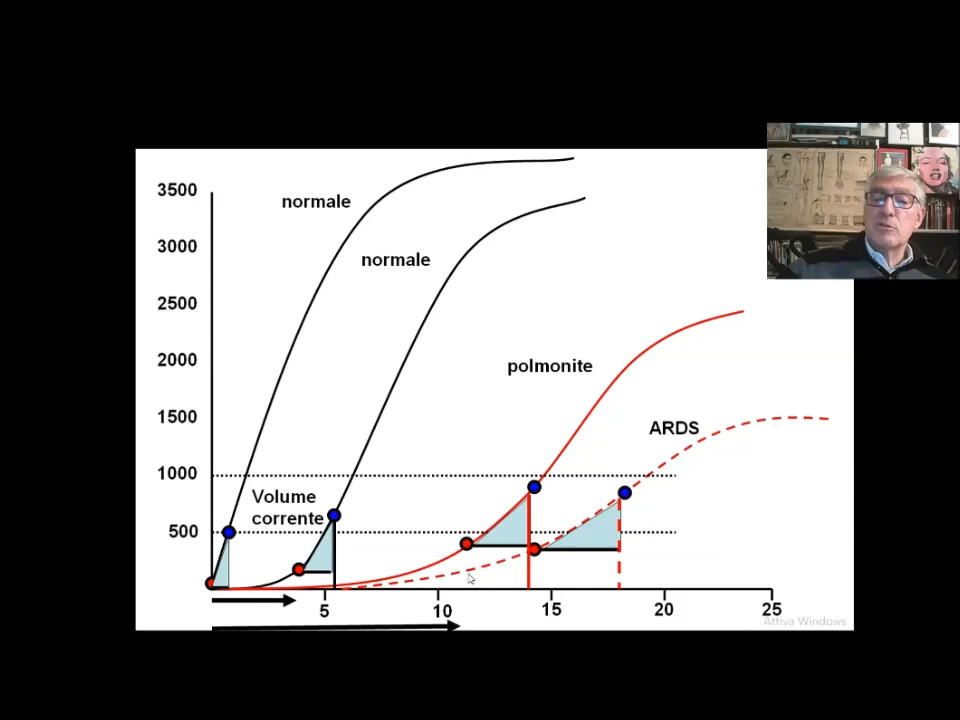 3500
normale
3000
normale
2500
2000
polmonite
1500
ARDS
1000
Volume
corrente
500
5
10
15
20
25
Attiva Windows